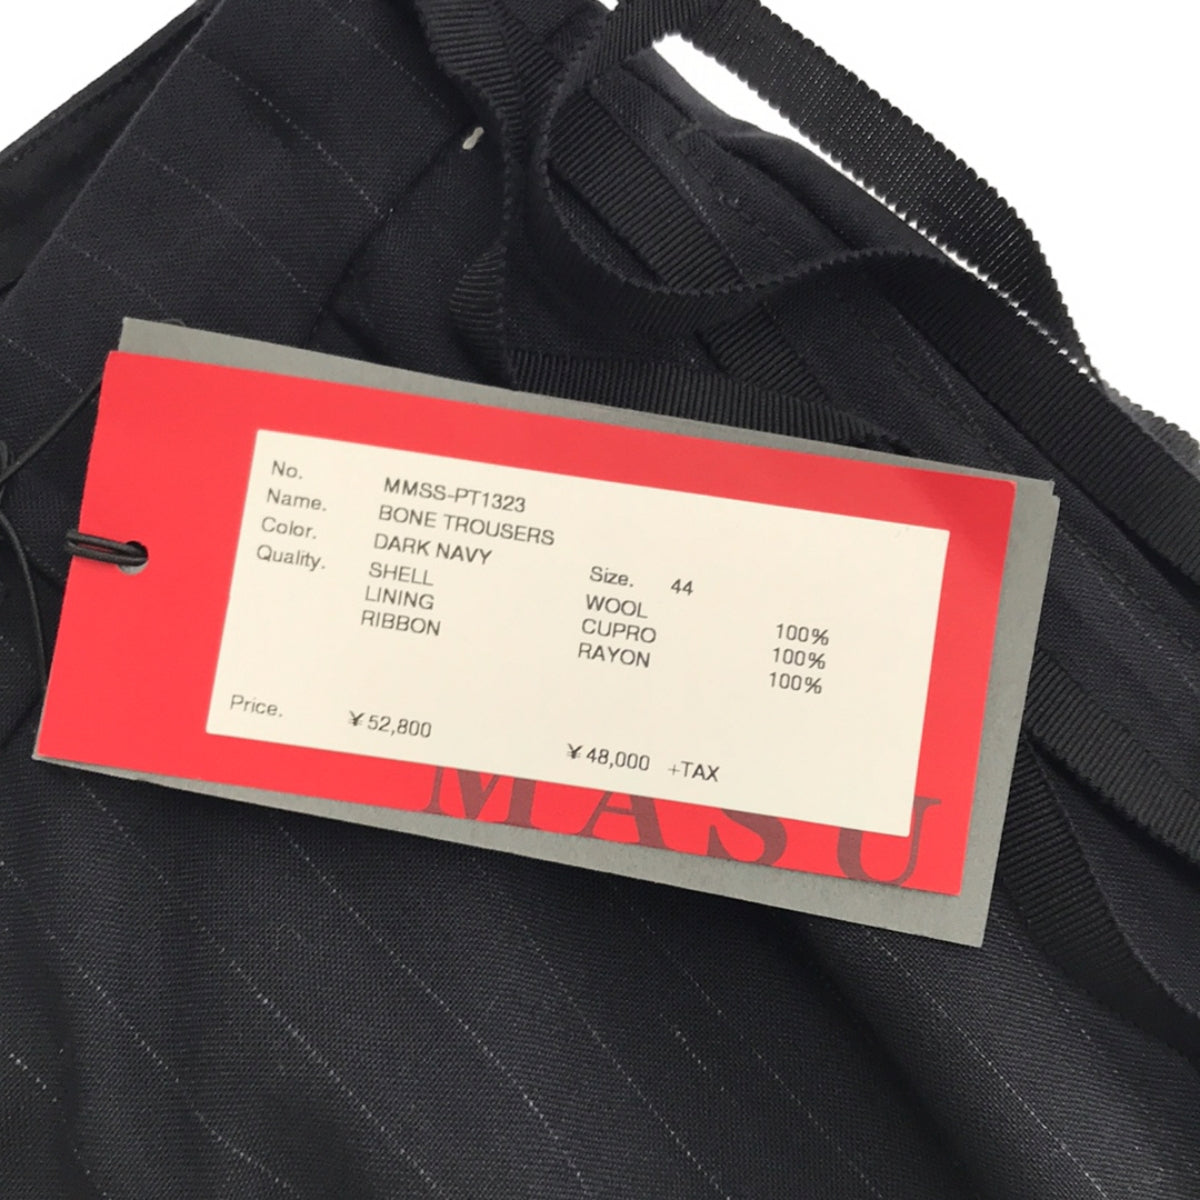 No. MMSS-PT1323
Name. BONE TROUSERS
Color. DARK NAVY Size. 44
Quality. SHELL WOOL 100%
LINING CUPRO 100%
RIBBON RAYON 100%
Price. ¥52,800 ¥48,000 +TAX
MASU